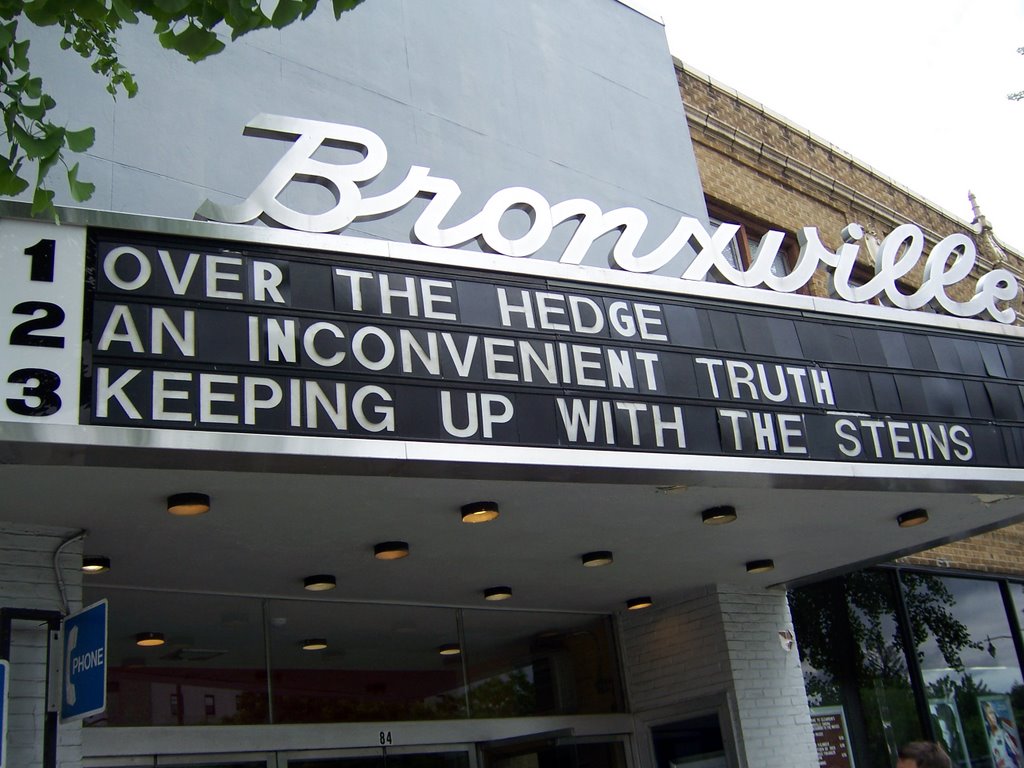 Bronxville
1 OVER THE HEDGE
2 AN INCONVENIENT TRUTH
3 KEEPING UP WITH THE STEINS
PHONE
84